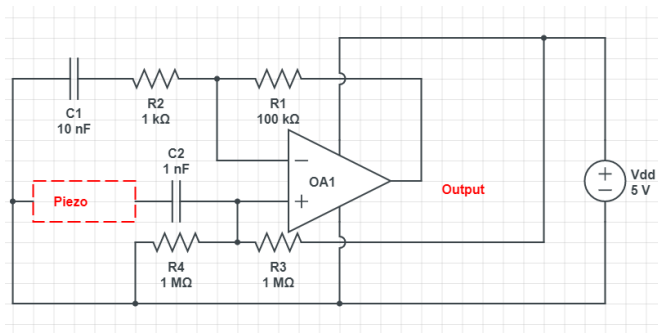 C1
10 nF
R2
1 kΩ
R1
100 kΩ
C2
1 nF
Piezo
−
+
OA1
Output
R4
1 MΩ
R3
1 MΩ
+
−
Vdd
5 V